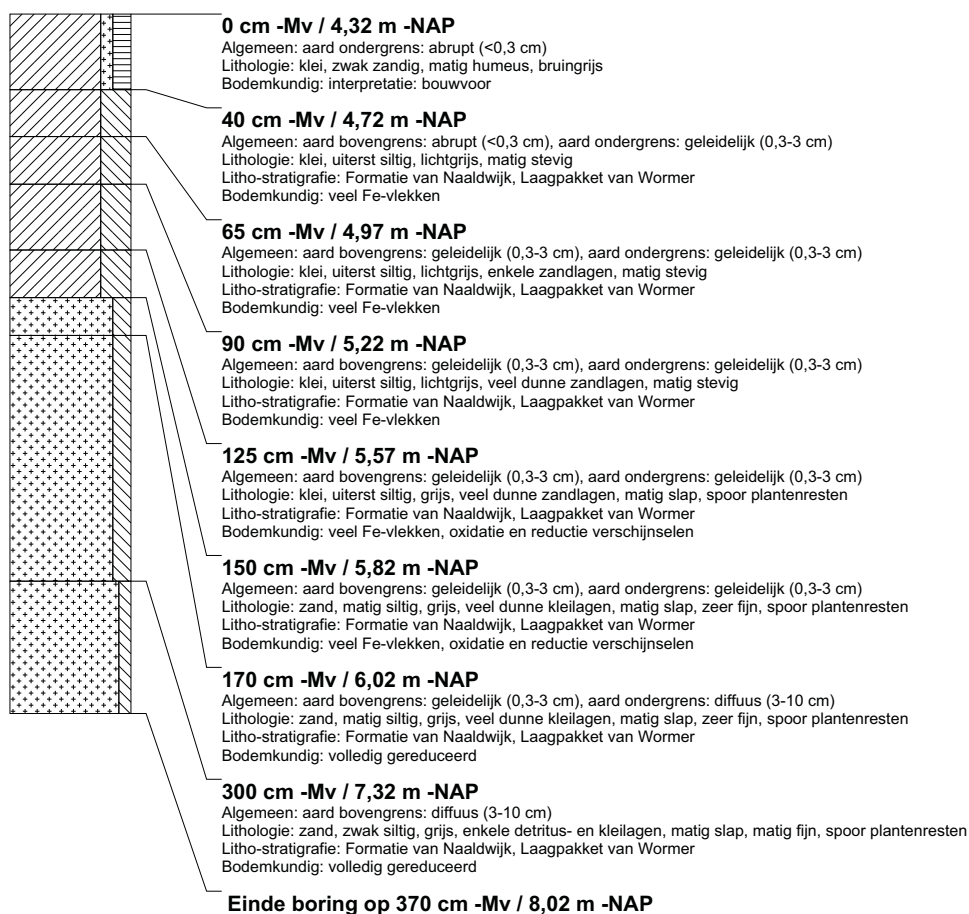 0 cm -Mv / 4,32 m -NAP
Algemeen: aard ondergrens: abrupt (<0,3 cm)
Lithologie: klei, zwak zandig, matig humeus, bruingrijs
Bodemkundig: interpretatie: bouwvoor
40 cm -Mv / 4,72 m -NAP
Algemeen: aard bovengrens: abrupt (<0,3 cm), aard ondergrens: geleidelijk (0,3-3 cm)
Lithologie: klei, uiterst siltig, lichtgrijs, matig stevig
Litho-stratigrafie: Formatie van Naaldwijk, Laagpakket van Wormer
Bodemkundig: veel Fe-vlekken
65 cm -Mv / 4,97 m -NAP
Algemeen: aard bovengrens: geleidelijk (0,3-3 cm), aard ondergrens: geleidelijk (0,3-3 cm)
Lithologie: klei, uiterst siltig, lichtgrijs, enkele zandlagen, matig stevig
Litho-stratigrafie: Formatie van Naaldwijk, Laagpakket van Wormer
Bodemkundig: veel Fe-vlekken
90 cm -Mv / 5,22 m -NAP
Algemeen: aard bovengrens: geleidelijk (0,3-3 cm), aard ondergrens: geleidelijk (0,3-3 cm)
Lithologie: klei, uiterst siltig, lichtgrijs, veel dunne zandlagen, matig stevig
Litho-stratigrafie: Formatie van Naaldwijk, Laagpakket van Wormer
Bodemkundig: veel Fe-vlekken
125 cm -Mv / 5,57 m -NAP
Algemeen: aard bovengrens: geleidelijk (0,3-3 cm), aard ondergrens: geleidelijk (0,3-3 cm)
Lithologie: klei, uiterst siltig, grijs, veel dunne zandlagen, matig slap, spoor plantenresten
Litho-stratigrafie: Formatie van Naaldwijk, Laagpakket van Wormer
Bodemkundig: veel Fe-vlekken, oxidatie en reductie verschijnselen
150 cm -Mv / 5,82 m -NAP
Algemeen: aard bovengrens: geleidelijk (0,3-3 cm), aard ondergrens: geleidelijk (0,3-3 cm)
Lithologie: zand, matig siltig, grijs, veel dunne kleilagen, matig slap, zeer fijn, spoor plantenresten
Litho-stratigrafie: Formatie van Naaldwijk, Laagpakket van Wormer
Bodemkundig: veel Fe-vlekken, oxidatie en reductie verschijnselen
170 cm -Mv / 6,02 m -NAP
Algemeen: aard bovengrens: geleidelijk (0,3-3 cm), aard ondergrens: diffuus (3-10 cm)
Lithologie: zand, matig siltig, grijs, veel dunne kleilagen, matig slap, zeer fijn, spoor plantenresten
Litho-stratigrafie: Formatie van Naaldwijk, Laagpakket van Wormer
Bodemkundig: volledig gereduceerd
300 cm -Mv / 7,32 m -NAP
Algemeen: aard bovengrens: diffuus (3-10 cm)
Lithologie: zand, zwak siltig, grijs, enkele detritus- en kleilagen, matig slap, matig fijn, spoor plantenresten
Litho-stratigrafie: Formatie van Naaldwijk, Laagpakket van Wormer
Bodemkundig: volledig gereduceerd
Einde boring op 370 cm -Mv / 8,02 m -NAP